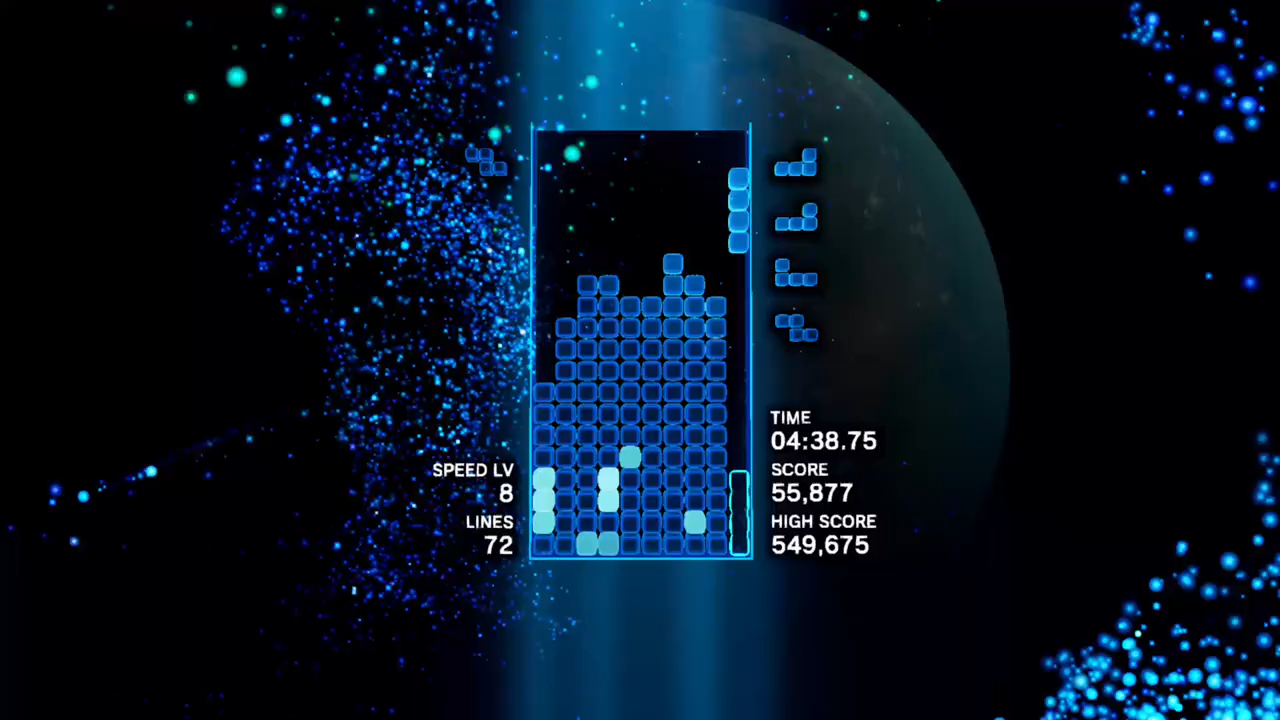 SPEED LV
8
LINES
72
TIME
04:38.75
SCORE
55,877
HIGH SCORE
549,675